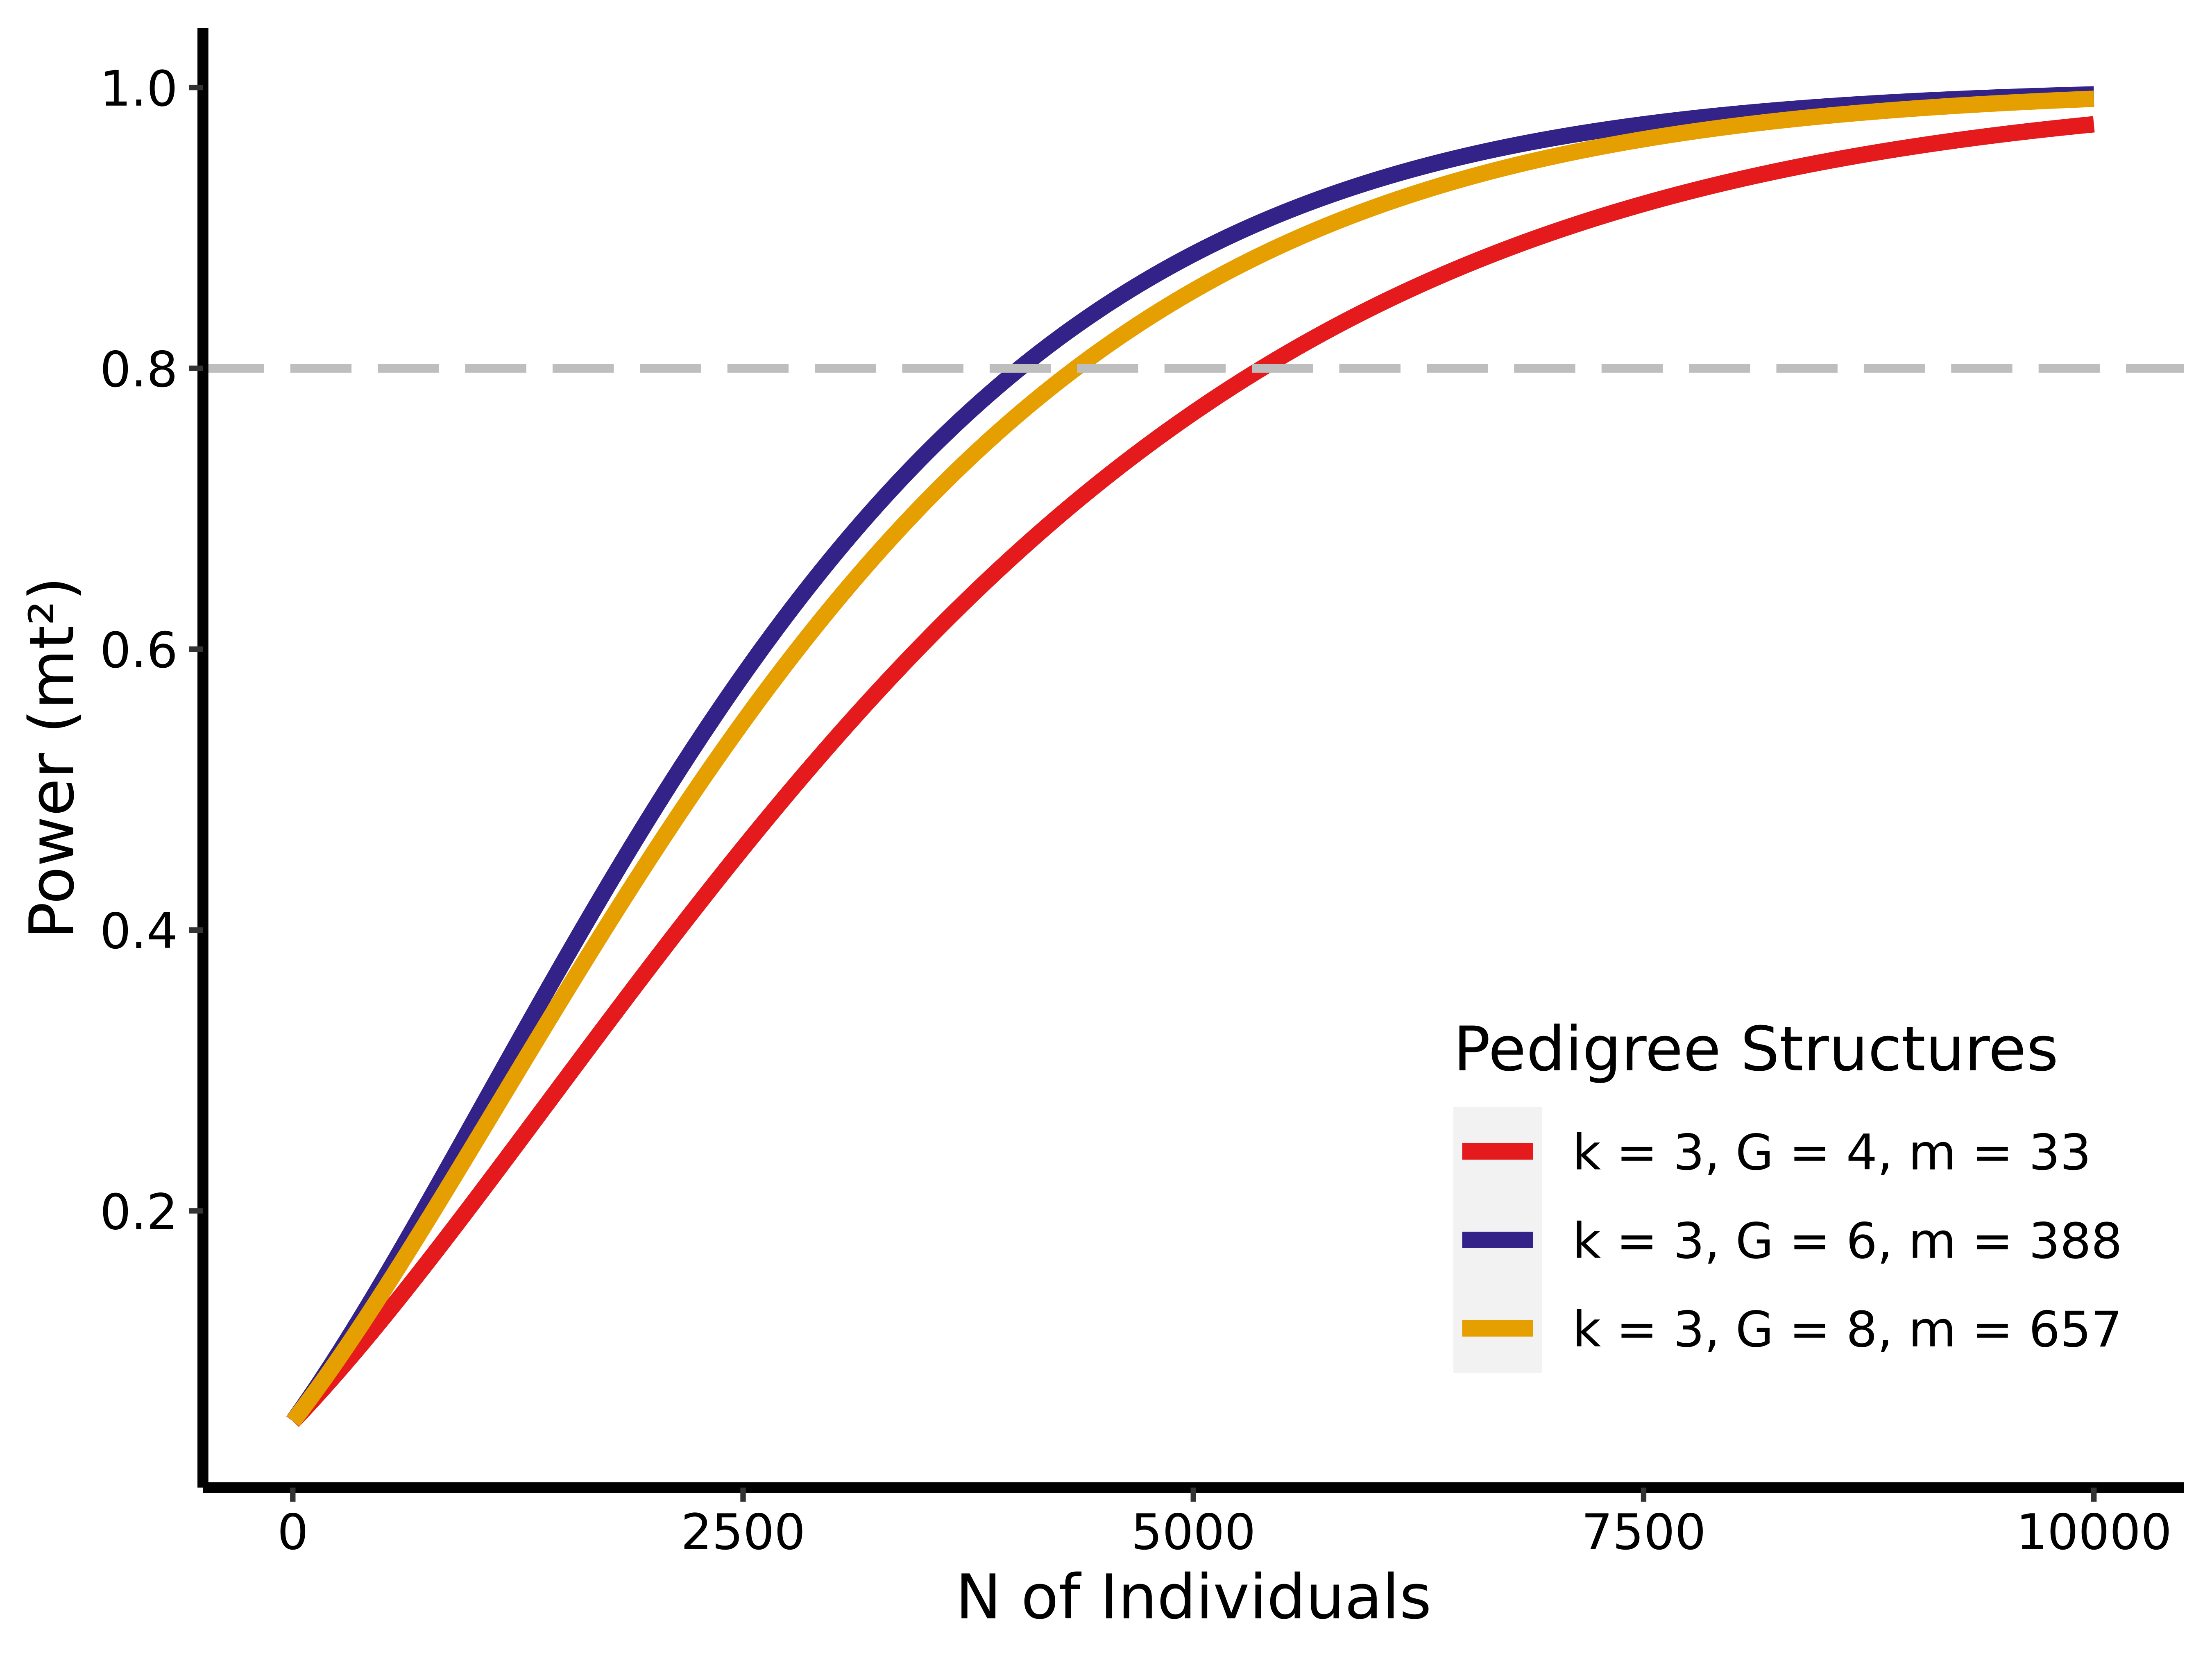 1.0
0.8
0.6
0.4
0.2
Power (mt²)
0
2500
5000
7500
10000
N of Individuals
Pedigree Structures
k = 3, G = 4, m = 33
k = 3, G = 6, m = 388
k = 3, G = 8, m = 657